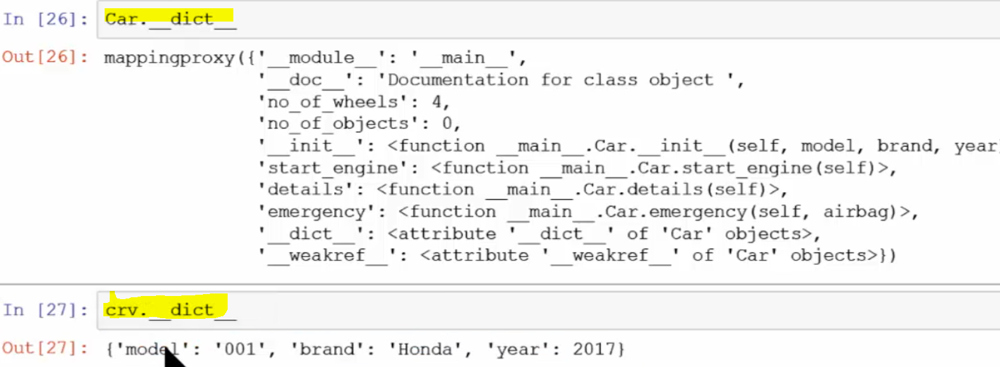 In [26]: Car.__dict__
Out[26]: mappingproxy({'__module__': '__main__',
'__doc__': 'Documentation for class object ',
'no_of_wheels': 4,
'no_of_objects': 0,
'__init__': <function __main__.Car.__init__(self, model, brand, year
'start_engine': <function __main__.Car.start_engine(self)>,
'details': <function __main__.Car.details(self)>,
'emergency': <function __main__.Car.emergency(self, airbag)>,
'__dict__': <attribute '__dict__' of 'Car' objects>,
'__weakref__': <attribute '__weakref__' of 'Car' objects>})
In [27]: crv.__dict__
Out[27]: {'model': '001', 'brand': 'Honda', 'year': 2017}